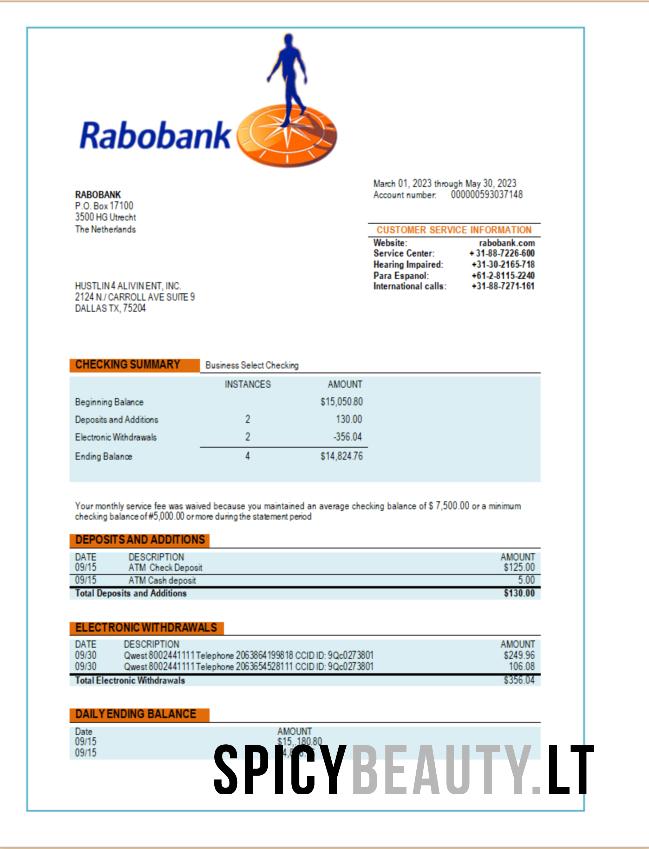 Rabobank
March 01, 2023 through May 30, 2023
Account number: 000000593037148
RABOBANK
P.O. Box 17100
3500 HG Utrecht
The Netherlands
CUSTOMER SERVICE INFORMATION
Website: rabobank.com
Service Center: +31-88-7226-600
Hearing Impaired: +31-30-2165-718
Para Espanol: +61-2-8115-2240
International calls: +31-88-7271-161
HUSTLIN 4 ALIVIN ENT, INC.
2124 N./ CARROLL AVE SUITE 9
DALLAS TX, 75204
CHECKING SUMMARY Business Select Checking
INSTANCES AMOUNT
Beginning Balance $15,050.80
Deposits and Additions 2 130.00
Electronic Withdrawals 2 -356.04
Ending Balance 4 $14,824.76
Your monthly service fee was waived because you maintained an average checking balance of $ 7,500.00 or a minimum
checking balance of #5,000.00 or more during the statement period
DEPOSITS AND ADDITIONS
DATE DESCRIPTION AMOUNT
09/15 ATM Check Deposit $125.00
09/15 ATM Cash deposit 5.00
Total Deposits and Additions $130.00
ELECTRONIC WITHDRAWALS
DATE DESCRIPTION AMOUNT
09/30 Qwest 8002441111 Telephone 2063864199818 CCID ID: 9Qc0273801 $249.96
09/30 Qwest 8002441111 Telephone 2063654528111 CCID ID: 9Qc0273801 106.08
Total Electronic Withdrawals $356.04
DAILY ENDING BALANCE
Date AMOUNT
09/15 $15,.180.80
09/15
SPICYBEAUTY.LT